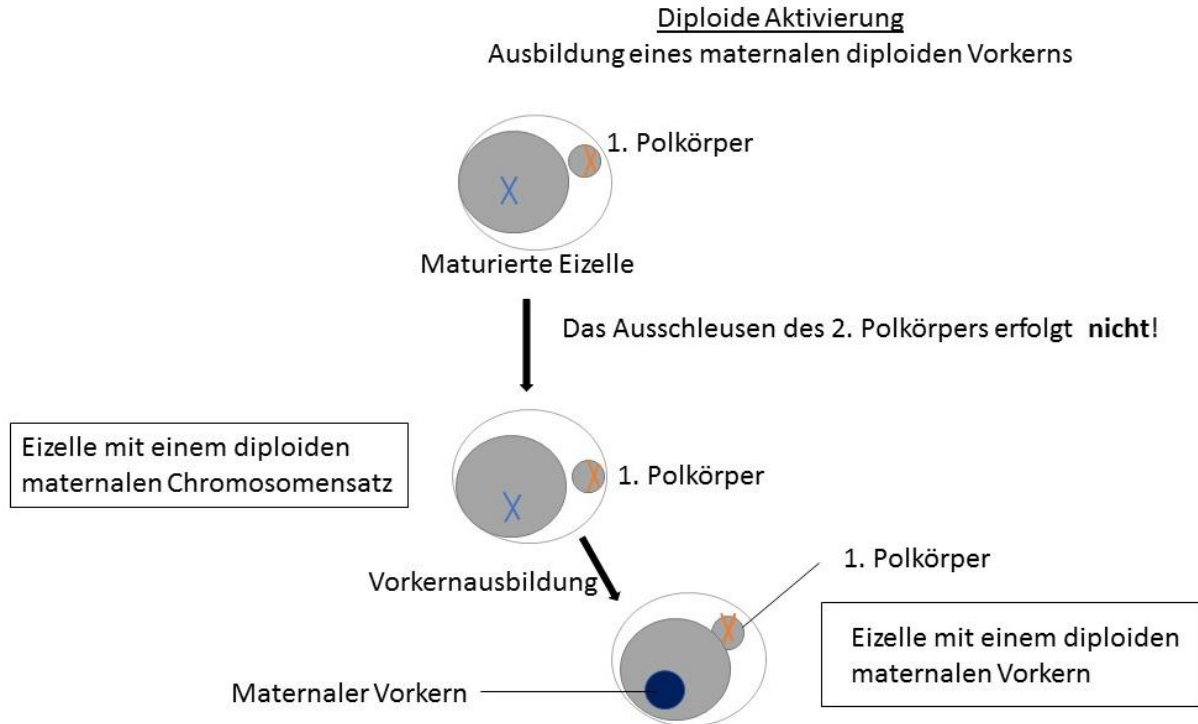 Diploide Aktivierung
Ausbildung eines maternalen diploiden Vorkerns
1. Polkörper
Maturierte Eizelle
Das Ausschleusen des 2. Polkörpers erfolgt nicht!
Eizelle mit einem diploiden
maternalen Chromosomensatz
1. Polkörper
Vorkernausbildung
1. Polkörper
Eizelle mit einem diploiden
maternalen Vorkern
Maternaler Vorkern